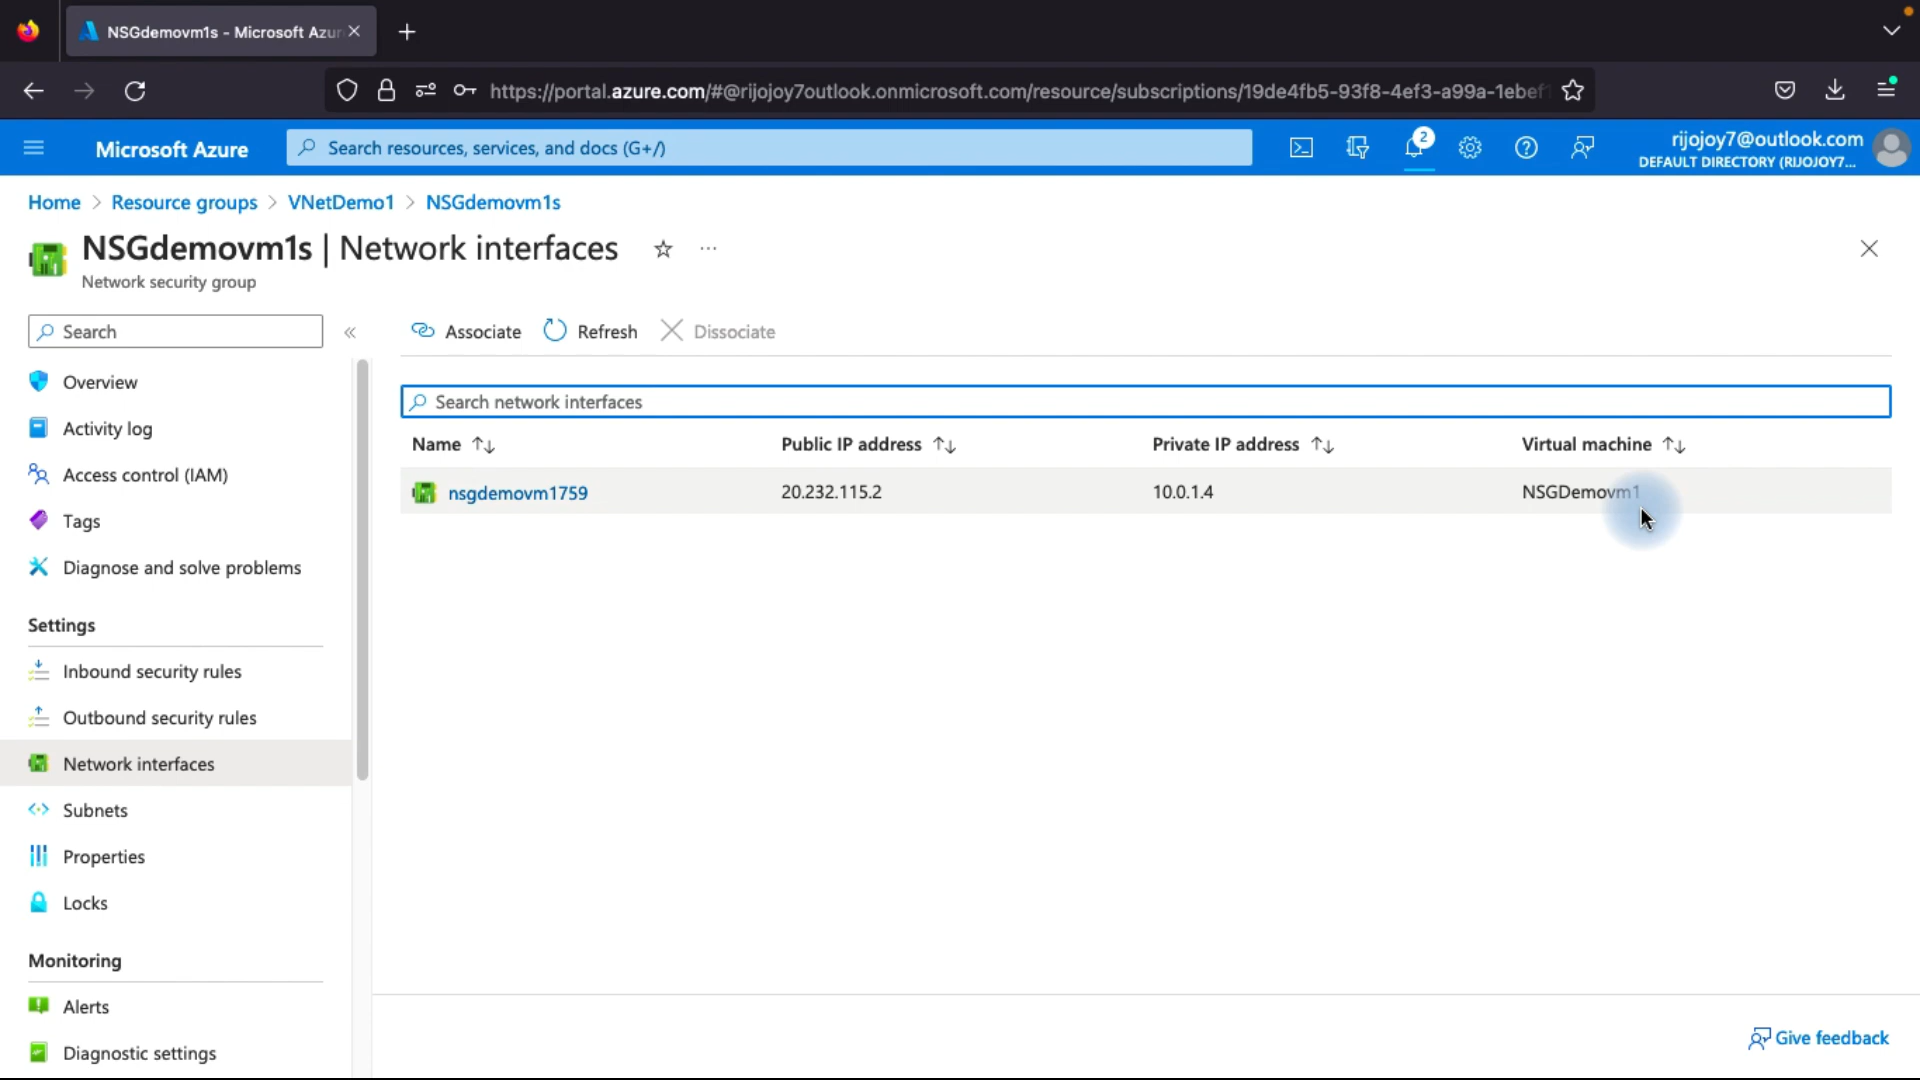 NSGdemovm1s - Microsoft Azur
https://portal.azure.com/#@rijojoy7outlook.onmicrosoft.com/resource/subscriptions/19de4fb5-93f8-4ef3-a99a-1ebef
Microsoft Azure
Search resources, services, and docs (G+/)
2
rijojoy7@outlook.com
DEFAULT DIRECTORY (RIJOJOY7...
Home > Resource groups > VNetDemo1 > NSGdemovm1s
NSGdemovm1s | Network interfaces
Network security group
Search
Associate
Refresh
Dissociate
Overview
Activity log
Access control (IAM)
Tags
Diagnose and solve problems
Settings
Inbound security rules
Outbound security rules
Network interfaces
Subnets
Properties
Locks
Monitoring
Alerts
Diagnostic settings
Search network interfaces
Name Public IP address Private IP address Virtual machine
nsgdemovm1759 20.232.115.2 10.0.1.4 NSGDemovm1
Give feedback